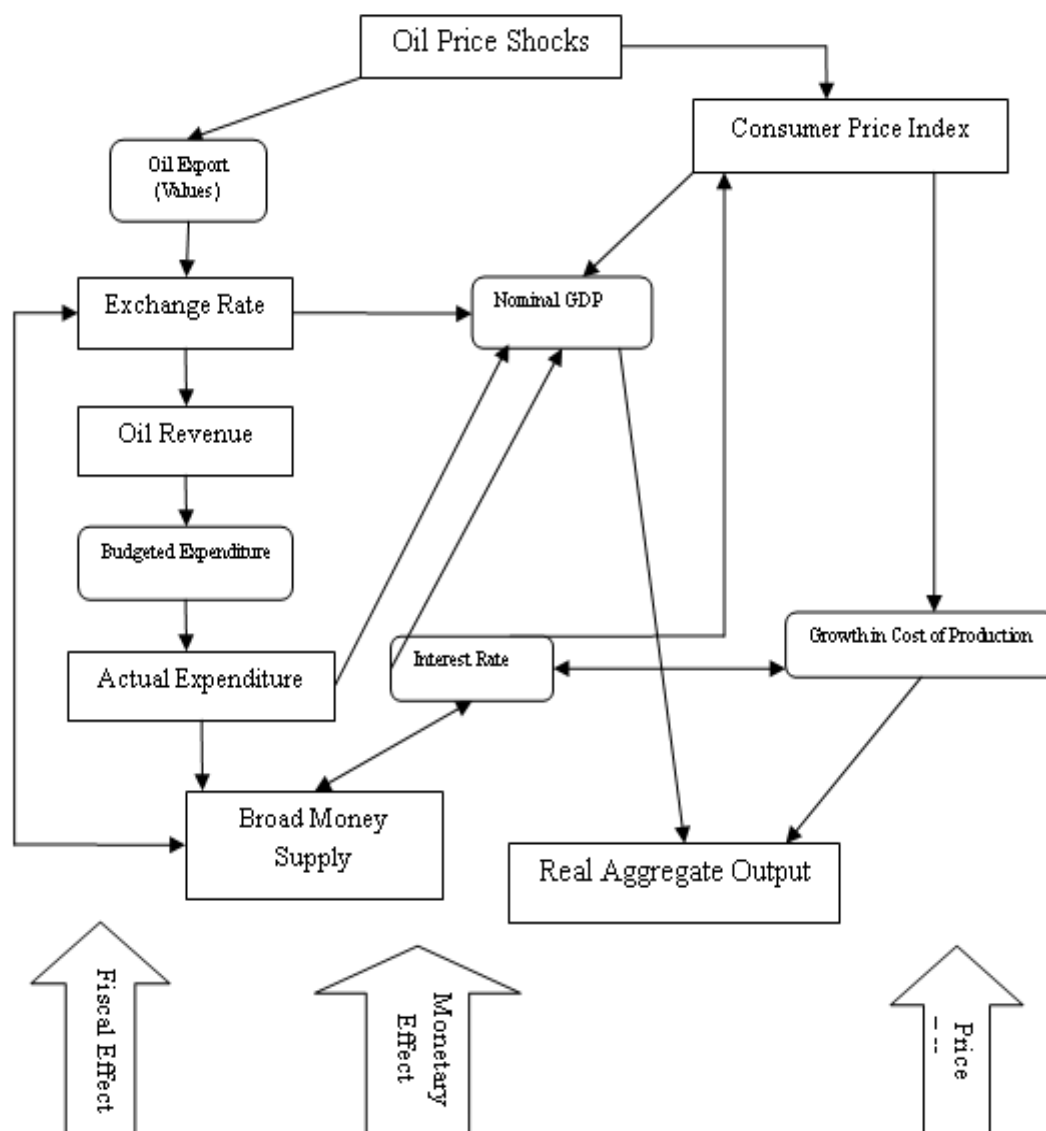 Oil Price Shocks
Consumer Price Index
Oil Export
(Values)
Exchange Rate
Nominal GDP
Oil Revenue
Budgeted Expenditure
Growth in Cost of Production
Interest Rate
Actual Expenditure
Broad Money
Supply
Real Aggregate Output
Fiscal Effect
Monetary
Effect
Price